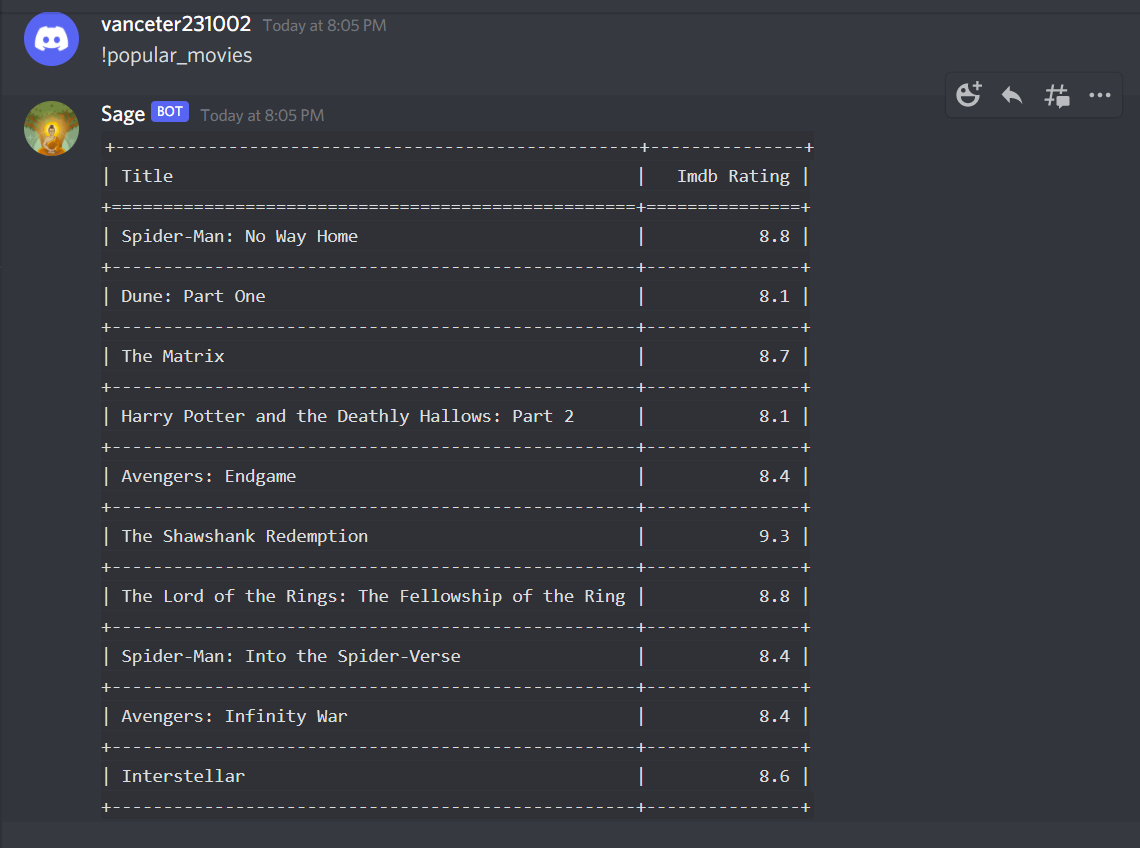 vanceter231002 Today at 8:05 PM
!popular_movies
Sage BOT Today at 8:05 PM
+---------------------------------------------------+---------------+
| Title                                             |   Imdb Rating |
+===================================================+===============+
| Spider-Man: No Way Home                           |           8.8 |
+---------------------------------------------------+---------------+
| Dune: Part One                                    |           8.1 |
+---------------------------------------------------+---------------+
| The Matrix                                        |           8.7 |
+---------------------------------------------------+---------------+
| Harry Potter and the Deathly Hallows: Part 2      |           8.1 |
+---------------------------------------------------+---------------+
| Avengers: Endgame                                 |           8.4 |
+---------------------------------------------------+---------------+
| The Shawshank Redemption                          |           9.3 |
+---------------------------------------------------+---------------+
| The Lord of the Rings: The Fellowship of the Ring |           8.8 |
+---------------------------------------------------+---------------+
| Spider-Man: Into the Spider-Verse                 |           8.4 |
+---------------------------------------------------+---------------+
| Avengers: Infinity War                            |           8.4 |
+---------------------------------------------------+---------------+
| Interstellar                                      |           8.6 |
+---------------------------------------------------+---------------+